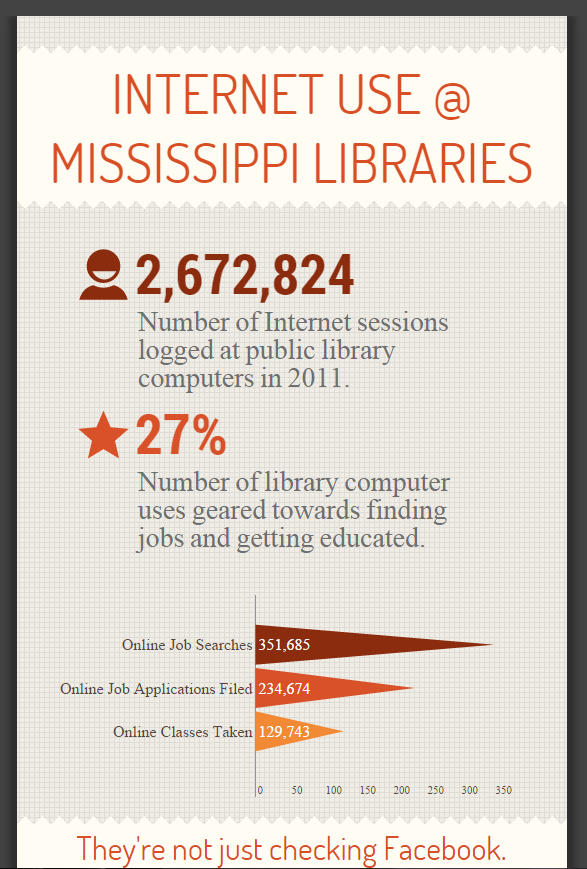 INTERNET USE @
MISSISSIPPI LIBRARIES
2,672,824
Number of Internet sessions
logged at public library
computers in 2011.
27%
Number of library computer
uses geared towards finding
jobs and getting educated.
Online Job Searches 351,685
Online Job Applications Filed 234,674
Online Classes Taken 129,743
0 50 100 150 200 250 300 350
They're not just checking Facebook.